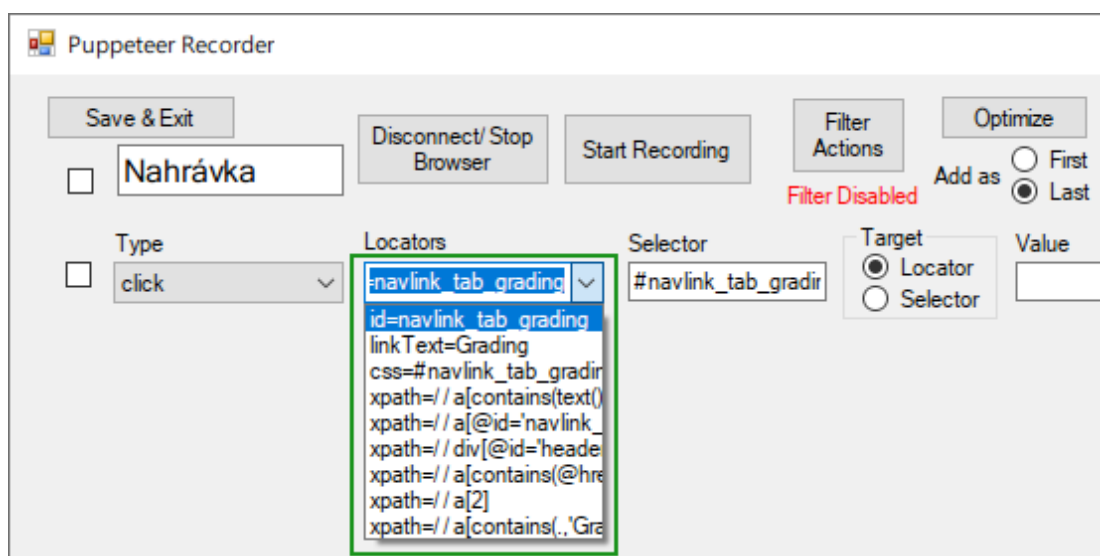 Puppeteer Recorder
Save & Exit
Disconnect/ Stop
Browser
Start Recording
Filter
Actions
Filter Disabled
Optimize
Add as
First
Last
Nahrávka
Type
Locators
Selector
Target
Value
click
=navlink_tab_grading
#navlink_tab_gradin
Locator
Selector
id=navlink_tab_grading
linkText=Grading
css=#navlink_tab_gradin
xpath=//a[contains(text()
xpath=//a[@id='navlink_
xpath=//div[@id='header
xpath=//a[contains(@hre
xpath=//a[2]
xpath=//a[contains(.,'Gra